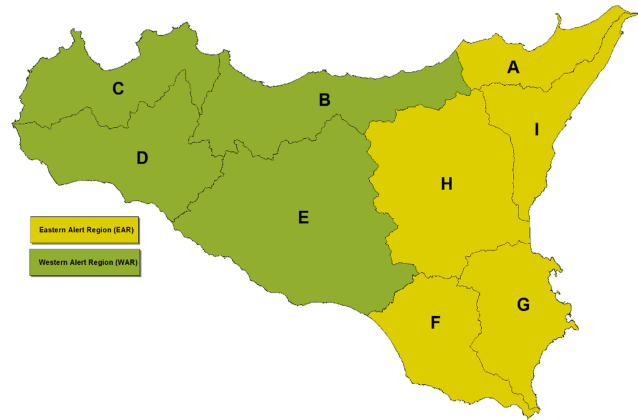 A
C
B
I
D
H
E
Eastern Alert Region (EAR)
Western Alert Region (WAR)
G
F